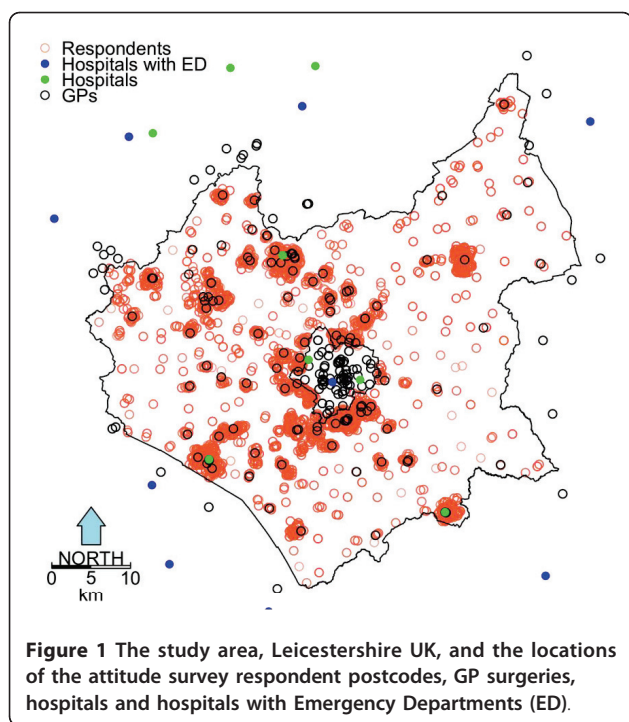 Respondents
Hospitals with ED
Hospitals
GPs
NORTH
0 5 10
km
Figure 1 The study area, Leicestershire UK, and the locations
of the attitude survey respondent postcodes, GP surgeries,
hospitals and hospitals with Emergency Departments (ED).